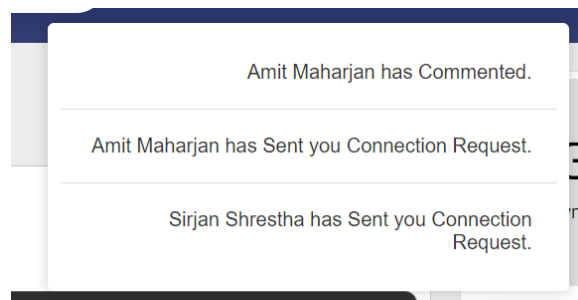 Amit Maharjan has Commented.
Amit Maharjan has Sent you Connection Request.
Sirjan Shrestha has Sent you Connection
Request.